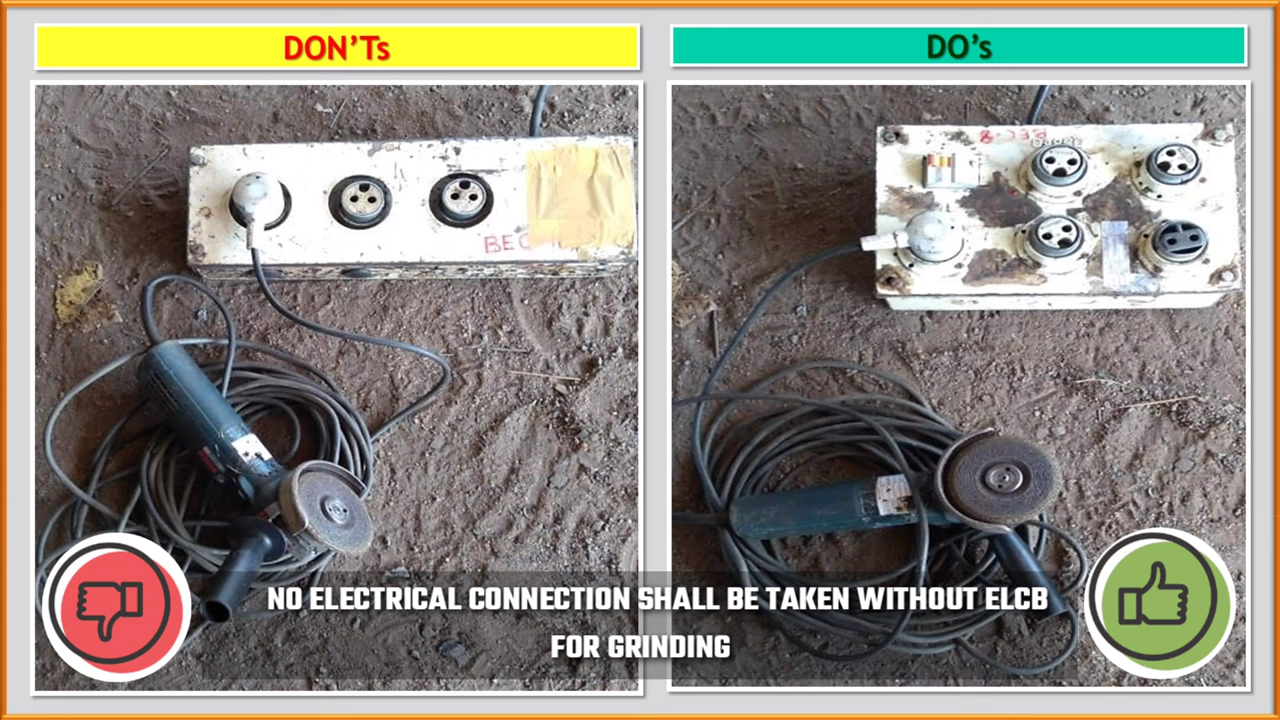 DON'Ts
DO's
NO ELECTRICAL CONNECTION SHALL BE TAKEN WITHOUT ELCB
FOR GRINDING